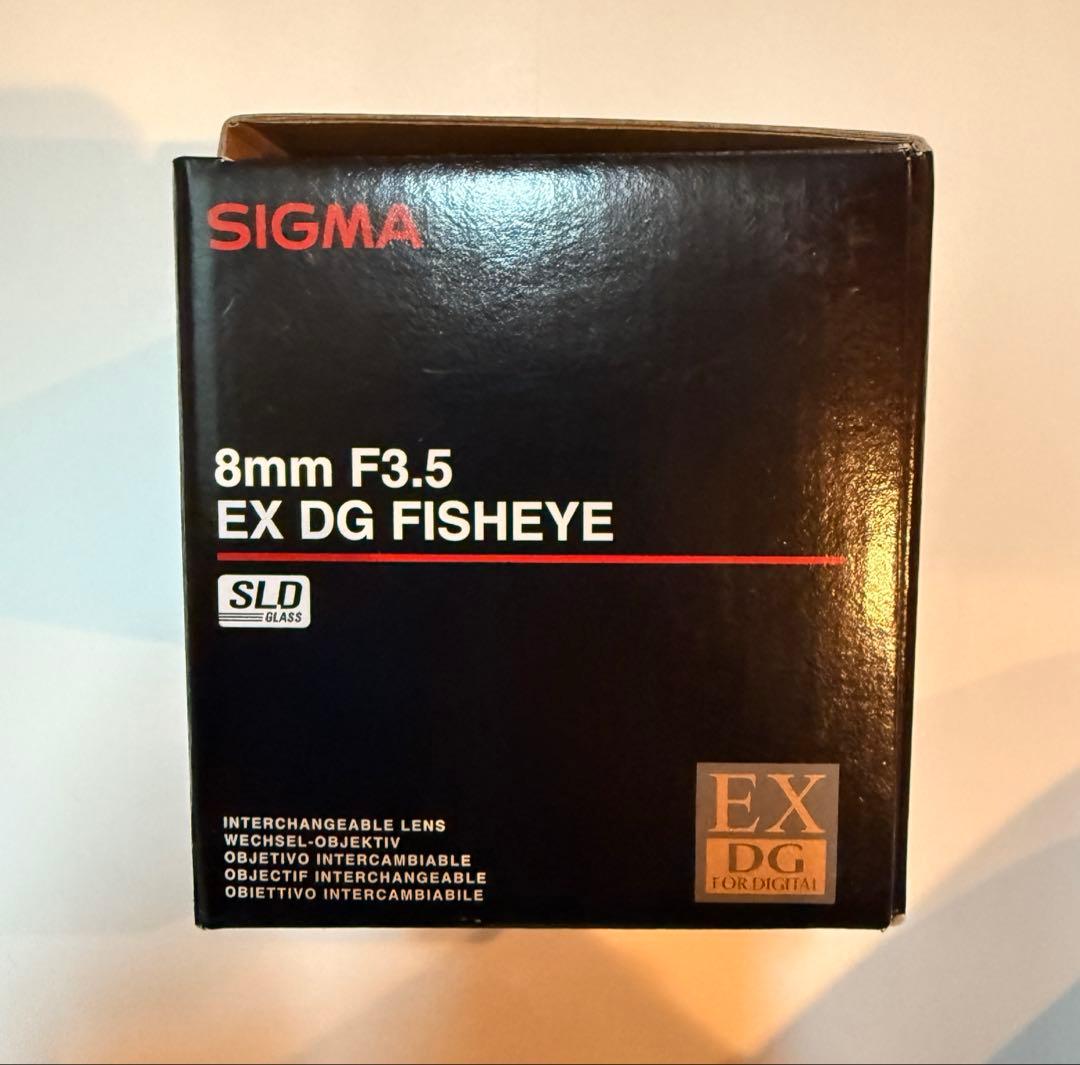 SIGMA
8mm F3.5
EX DG FISHEYE
SLD
GLASS
INTERCHANGEABLE LENS
WECHSEL-OBJEKTIV
OBJETIVO INTERCAMBIABLE
OBJECTIF INTERCHANGEABLE
OBIETTIVO INTERCAMBIABILE
EX
DG
FOR DIGITAL